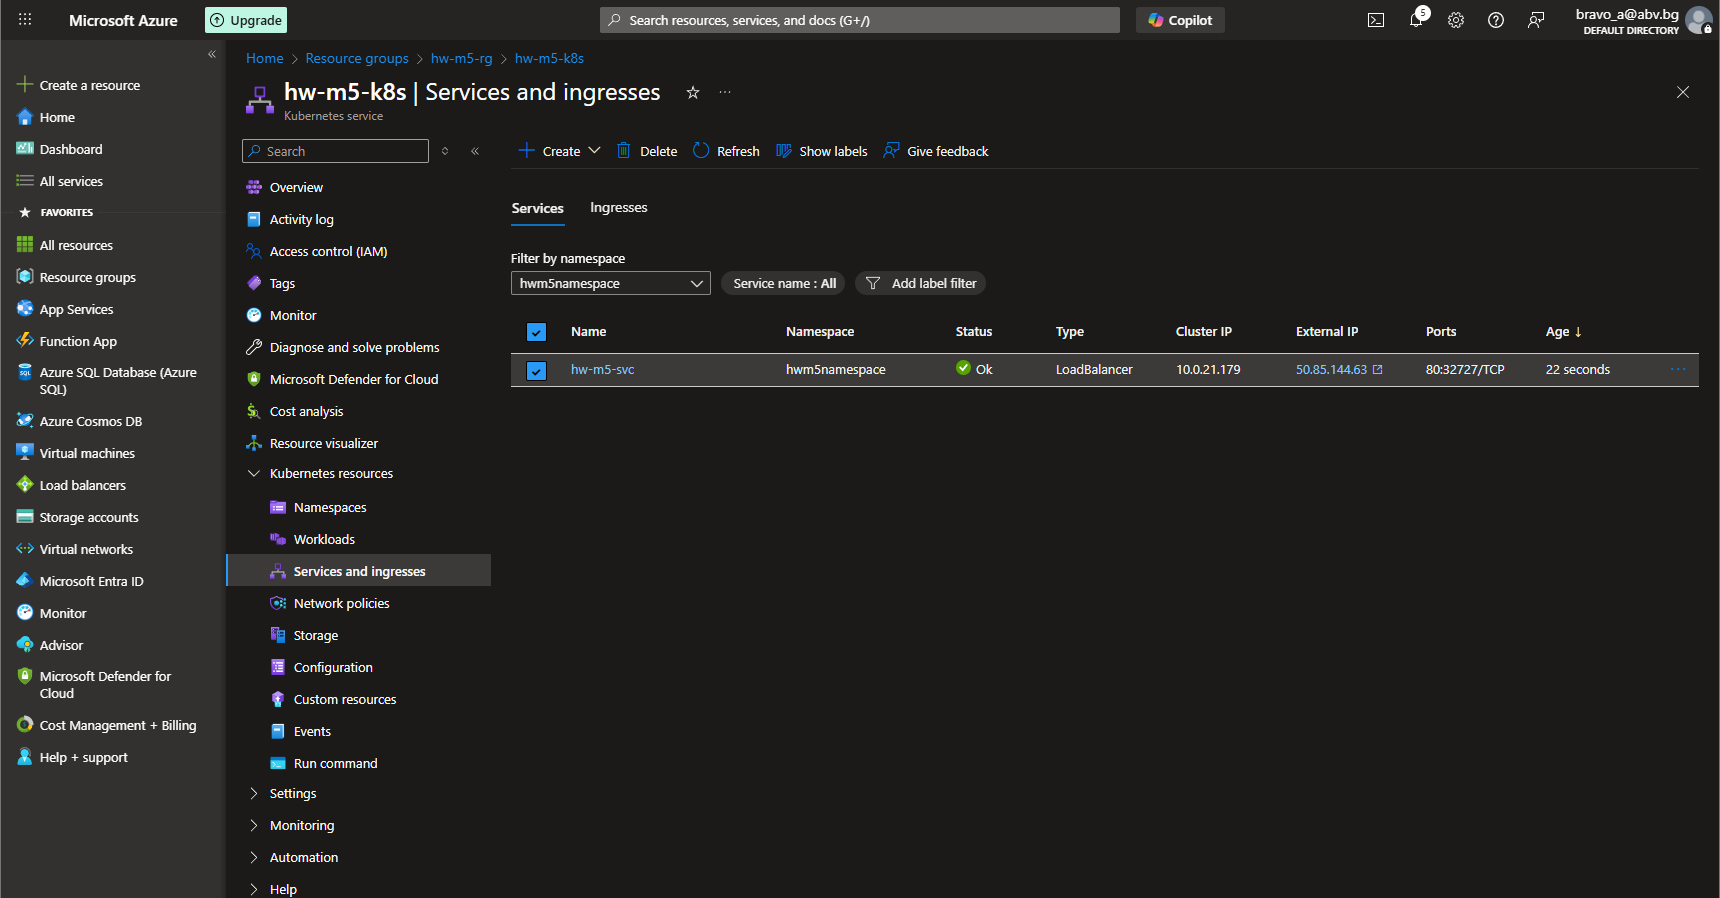 Microsoft Azure
Upgrade
Search resources, services, and docs (G+/)
Copilot
5
bravo_a@abv.bg
DEFAULT DIRECTORY
Create a resource
Home
Dashboard
All services
FAVORITES
All resources
Resource groups
App Services
Function App
Azure SQL Database (Azure
SQL)
Azure Cosmos DB
Virtual machines
Load balancers
Storage accounts
Virtual networks
Microsoft Entra ID
Monitor
Advisor
Microsoft Defender for
Cloud
Cost Management + Billing
Help + support
Home > Resource groups > hw-m5-rg > hw-m5-k8s
hw-m5-k8s | Services and ingresses
Kubernetes service
Search
Overview
Activity log
Access control (IAM)
Tags
Monitor
Diagnose and solve problems
Microsoft Defender for Cloud
Cost analysis
Resource visualizer
Kubernetes resources
Namespaces
Workloads
Services and ingresses
Network policies
Storage
Configuration
Custom resources
Events
Run command
Settings
Monitoring
Automation
Help
Create
Delete
Refresh
Show labels
Give feedback
Services
Ingresses
Filter by namespace
hwm5namespace
Service name : All
Add label filter
Name Namespace Status Type Cluster IP External IP Ports Age ↓
hw-m5-svc hwm5namespace Ok LoadBalancer 10.0.21.179 50.85.144.63 80:32727/TCP 22 seconds